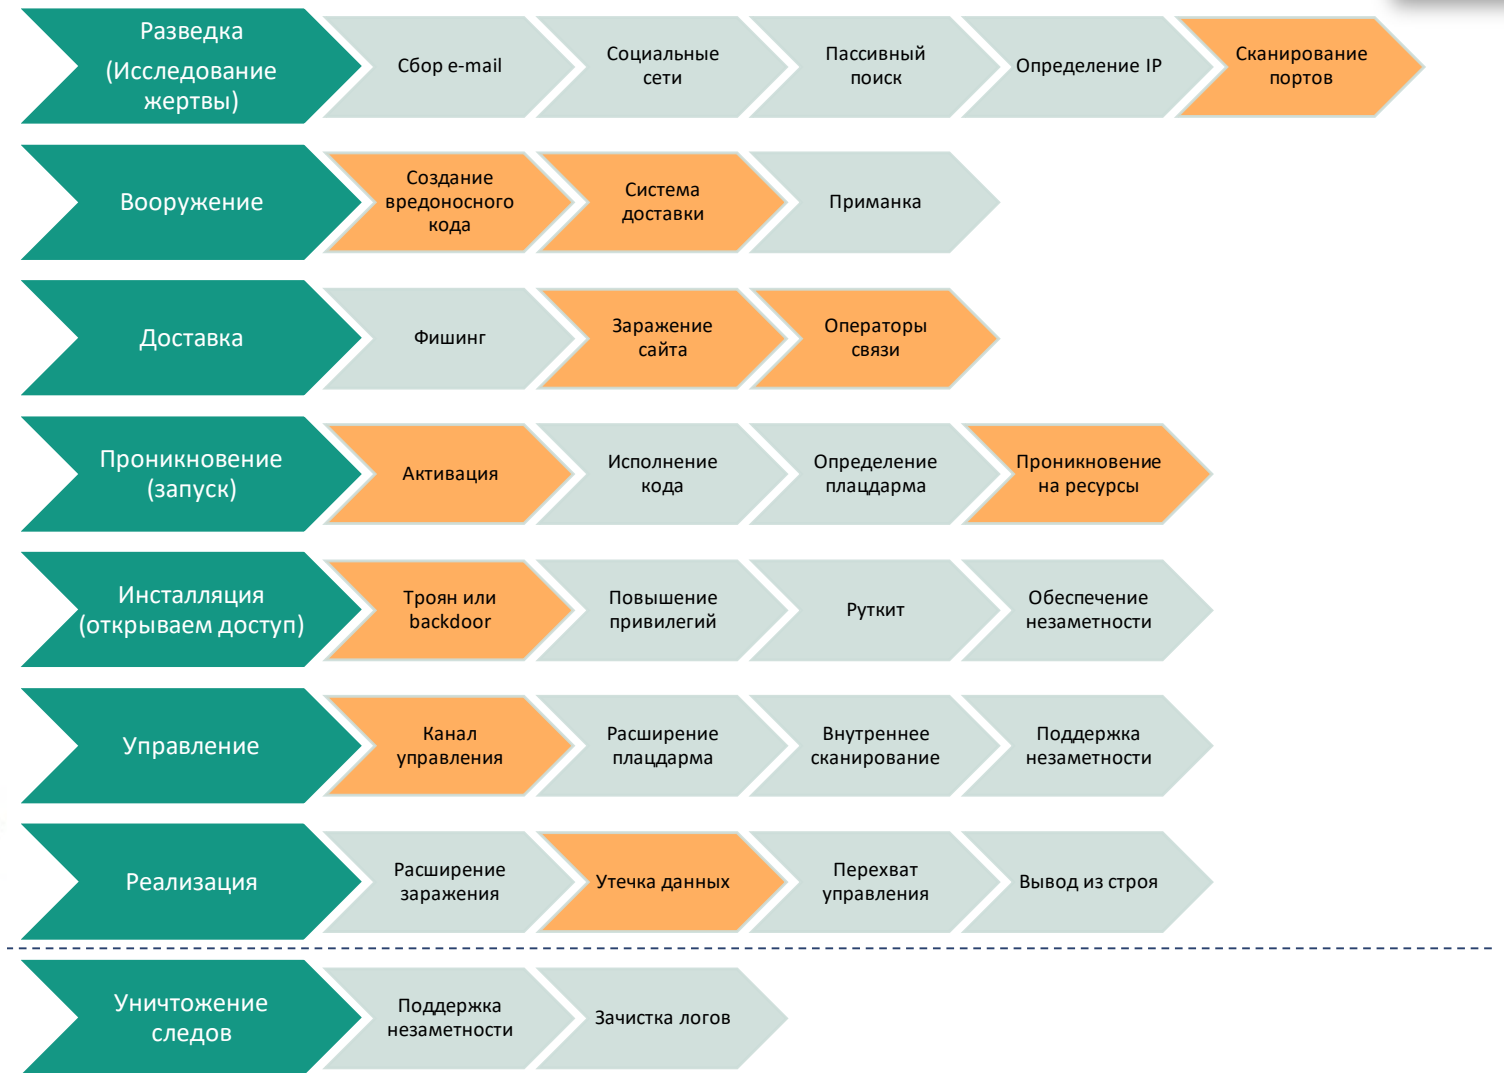 Разведка
(Исследование
жертвы)
Сбор e-mail
Социальные
сети
Пассивный
поиск
Определение IP
Сканирование
портов
Вооружение
Создание
вредоносного
кода
Система
доставки
Приманка
Доставка
Фишинг
Заражение
сайта
Операторы
связи
Проникновение
(запуск)
Активация
Исполнение
кода
Определение
плацдарма
Проникновение
на ресурсы
Инсталляция
(открываем доступ)
Троян или
backdoor
Повышение
привилегий
Руткит
Обеспечение
незаметности
Управление
Канал
управления
Расширение
плацдарма
Внутреннее
сканирование
Поддержка
незаметности
Реализация
Расширение
заражения
Утечка данных
Перехват
управления
Вывод из строя
Уничтожение
следов
Поддержка
незаметности
Зачистка логов